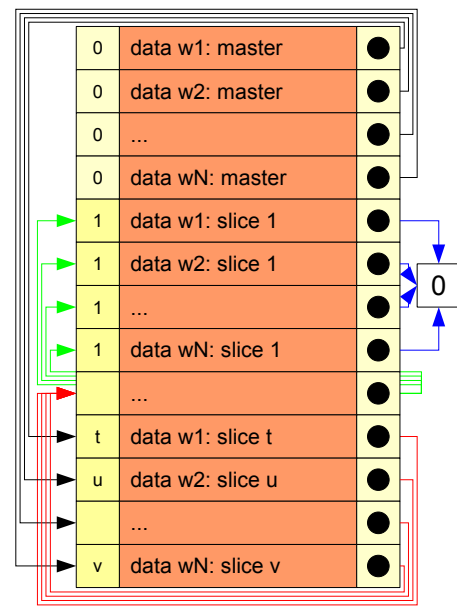 0 data w1: master
0 data w2: master
0 ...
0 data wN: master
1 data w1: slice 1
1 data w2: slice 1
0
1 ...
1 data wN: slice 1
...
t data w1: slice t
u data w2: slice u
...
v data wN: slice v